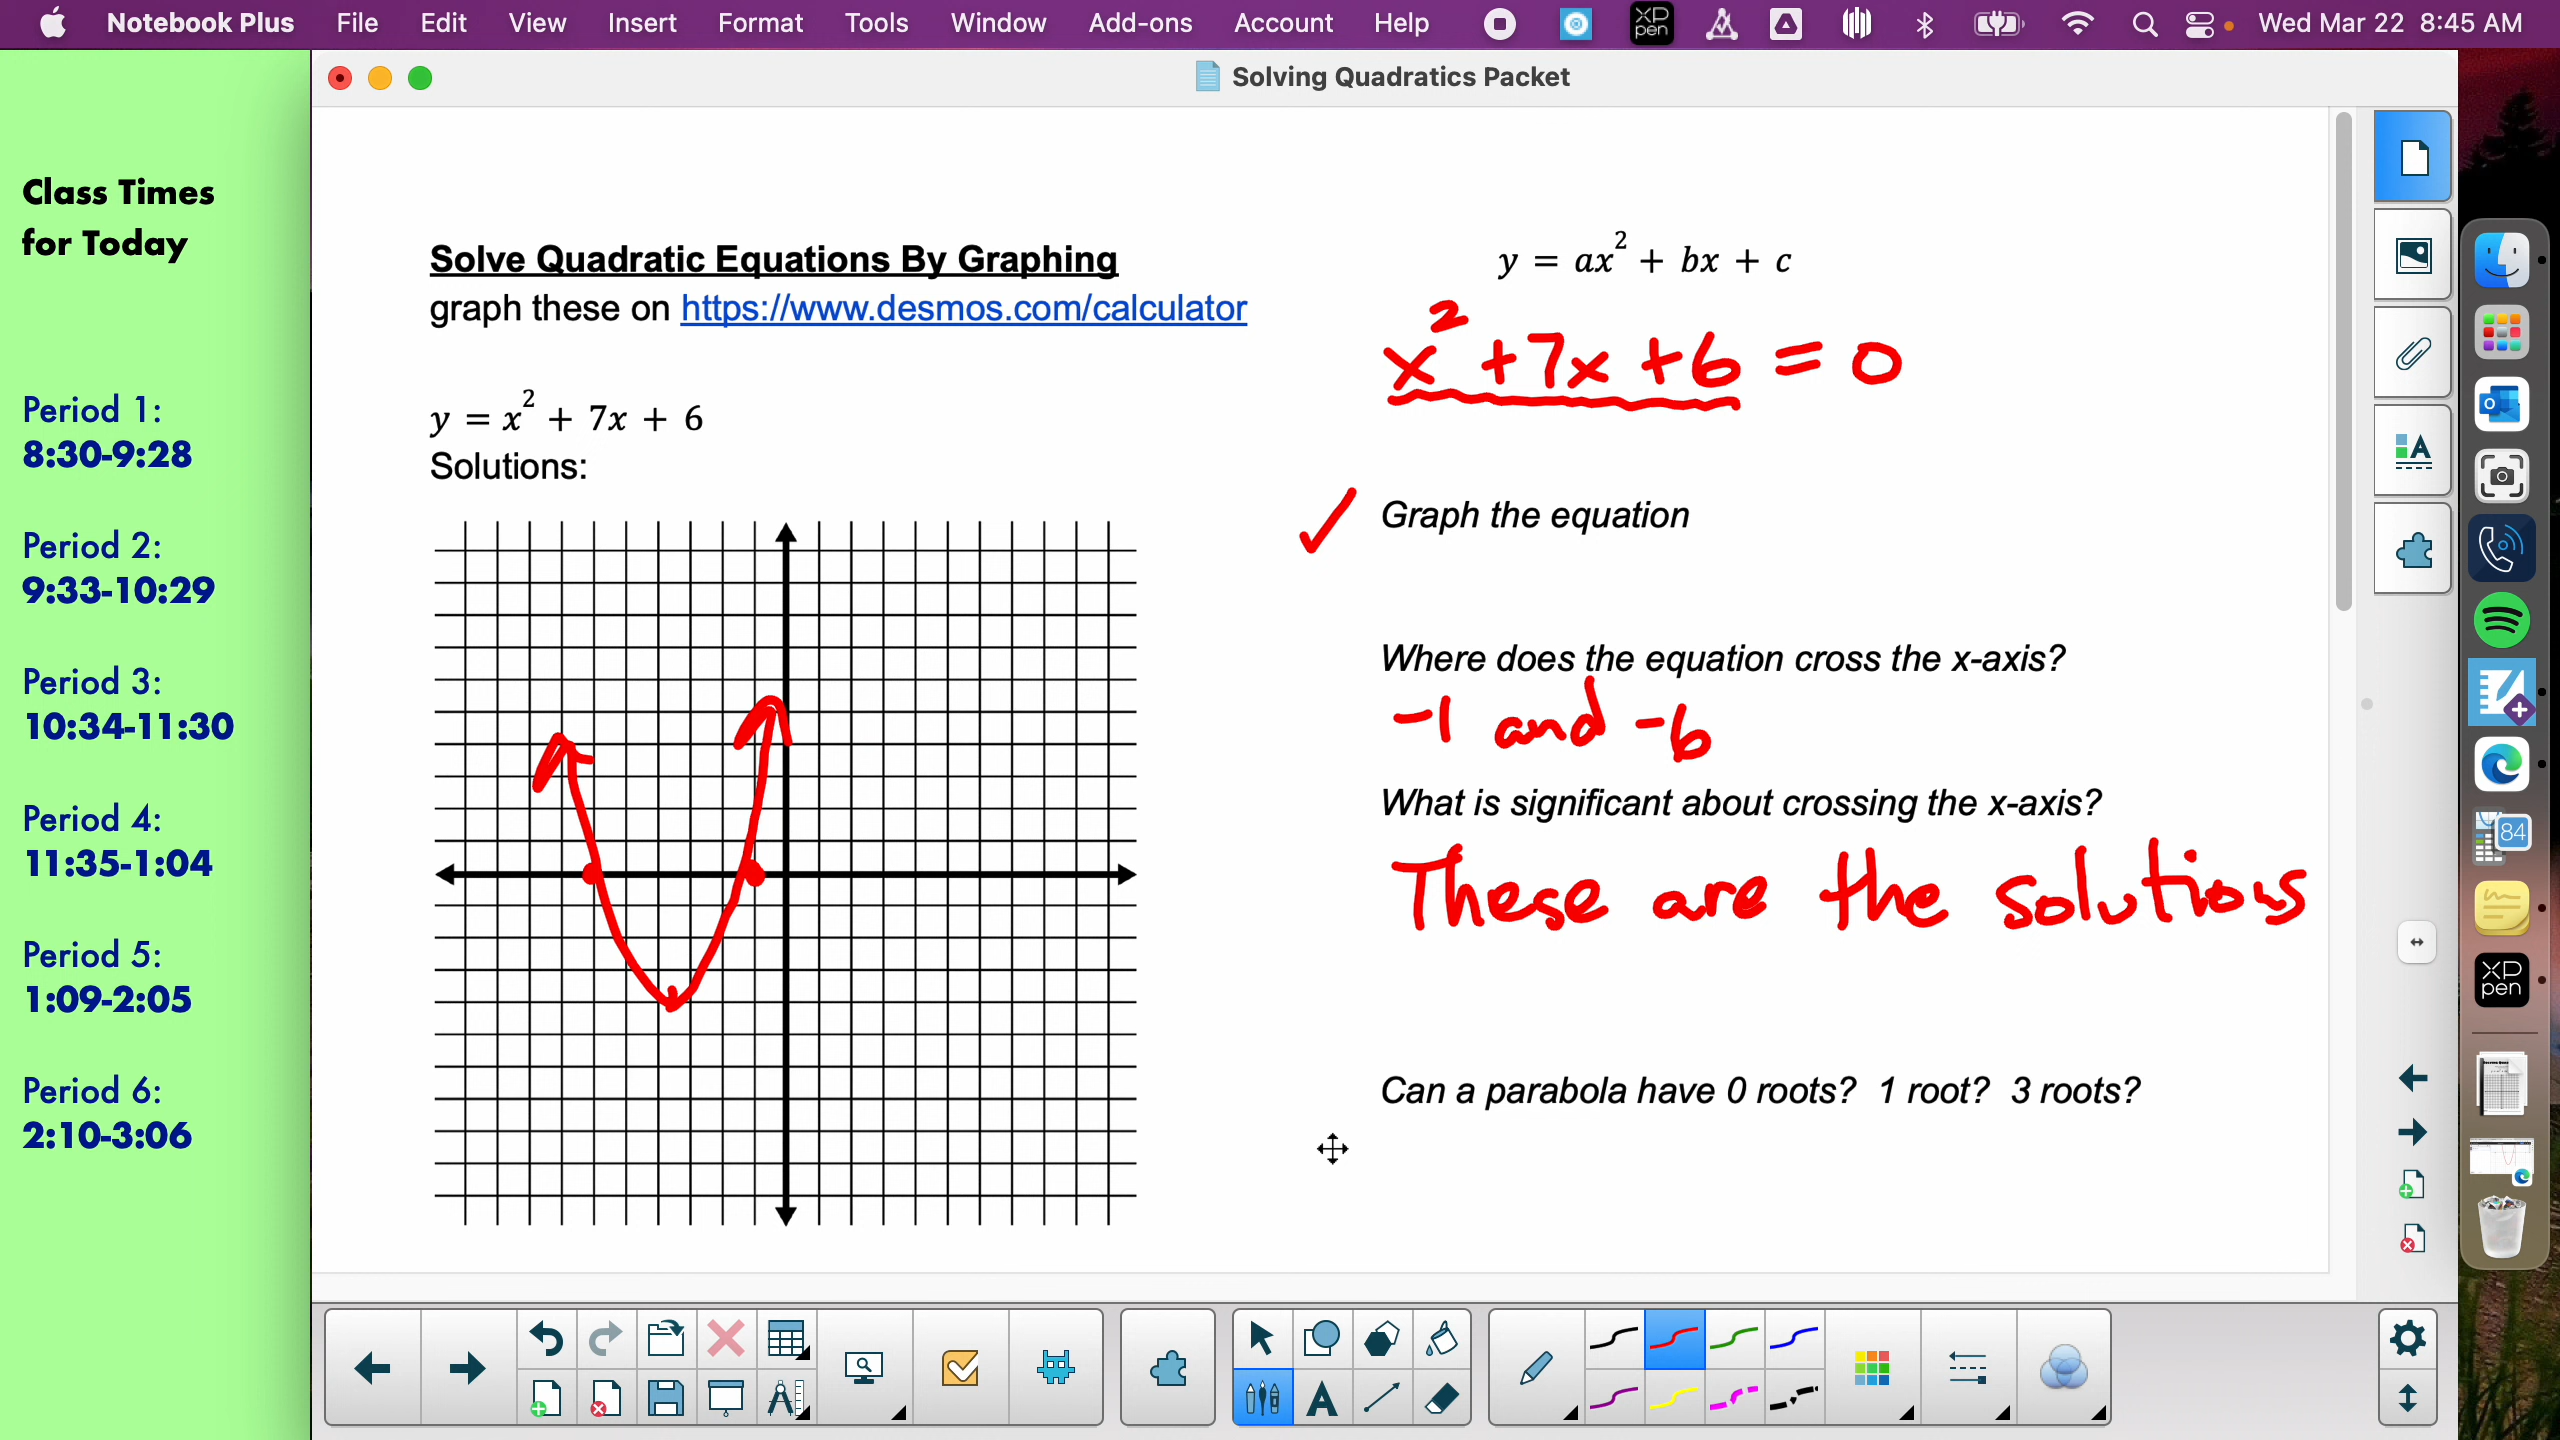 Notebook Plus File Edit View Insert Format Tools Window Add-ons Account Help XP pen Wed Mar 22 8:45 AM
Solving Quadratics Packet
Class Times
for Today
Period 1:
8:30-9:28
Period 2:
9:33-10:29
Period 3:
10:34-11:30
Period 4:
11:35-1:04
Period 5:
1:09-2:05
Period 6:
2:10-3:06
Solve Quadratic Equations By Graphing
graph these on https://www.desmos.com/calculator
y = x² + 7x + 6
Solutions:
y = ax² + bx + c
x² + 7x + 6 = 0
Graph the equation
Where does the equation cross the x-axis?
-1 and -6
What is significant about crossing the x-axis?
These are the solutions
Can a parabola have 0 roots? 1 root? 3 roots?
A
84
XP
pen
A